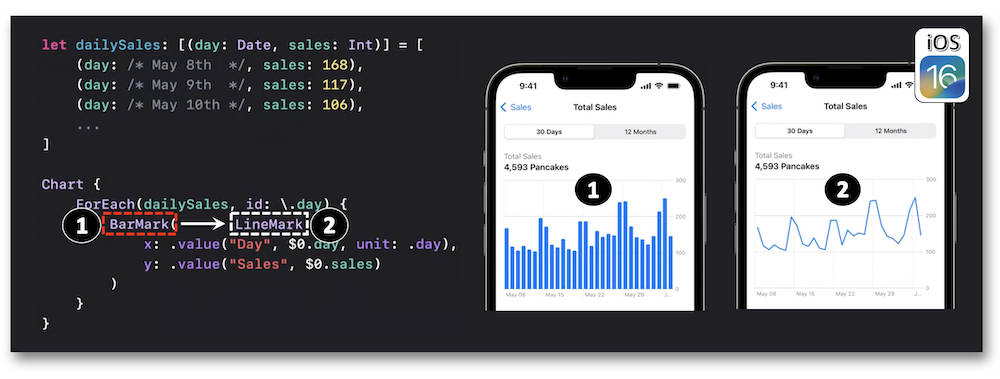 let dailySales: [(day: Date, sales: Int)] = [
(day: /* May 8th  */, sales: 168),
(day: /* May 9th  */, sales: 117),
(day: /* May 10th */, sales: 106),
...
]
Chart {
ForEach(dailySales, id: \.day) {
1 BarMark( LineMark 2
x: .value("Day", $0.day, unit: .day),
y: .value("Sales", $0.sales)
)
}
}
9:41
Sales Total Sales
30 Days 12 Months
Total Sales
4,593 Pancakes
1
300
200
100
0
May 08 May 15 May 22 May 29 J...
9:41
Sales Total Sales
30 Days 12 Months
Total Sales
4,593 Pancakes
2
300
200
100
0
May 08 May 15 May 22 May 29 J...
iOS
16